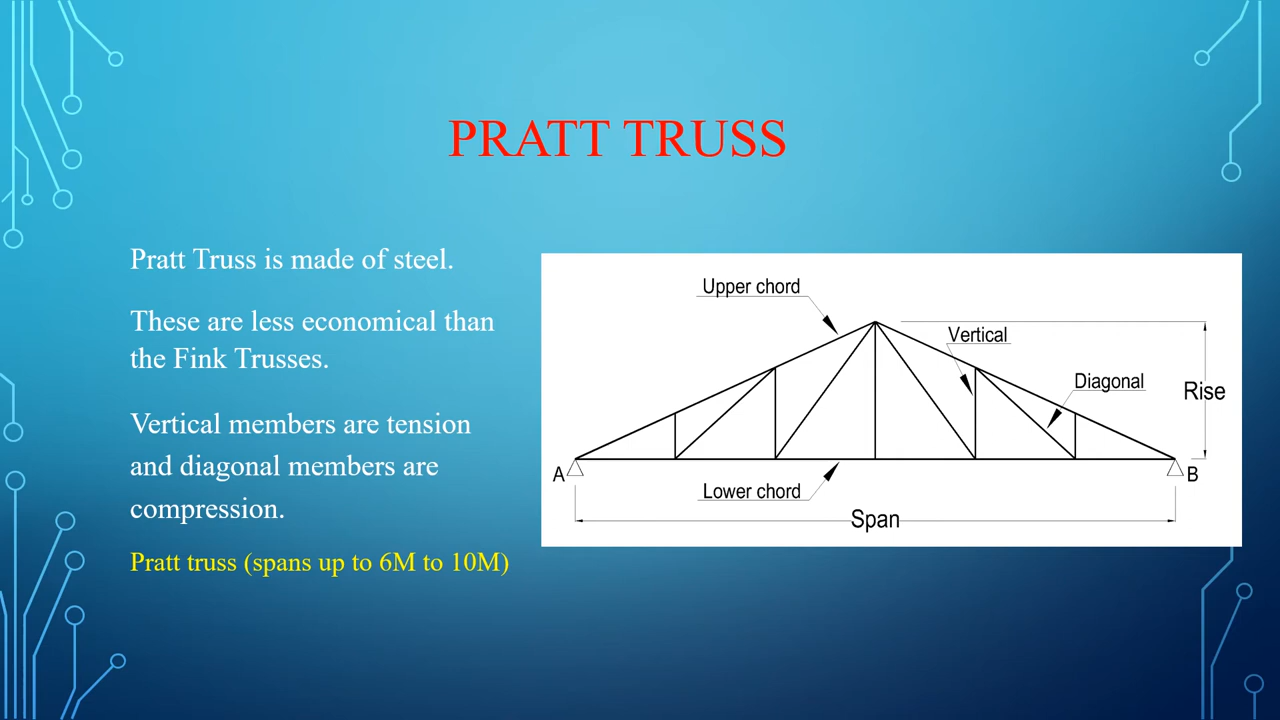 PRATT TRUSS
Pratt Truss is made of steel.
These are less economical than
the Fink Trusses.
Vertical members are tension
and diagonal members are
compression.
Pratt truss (spans up to 6M to 10M)
Upper chord
Vertical
Diagonal
Rise
A
B
Lower chord
Span